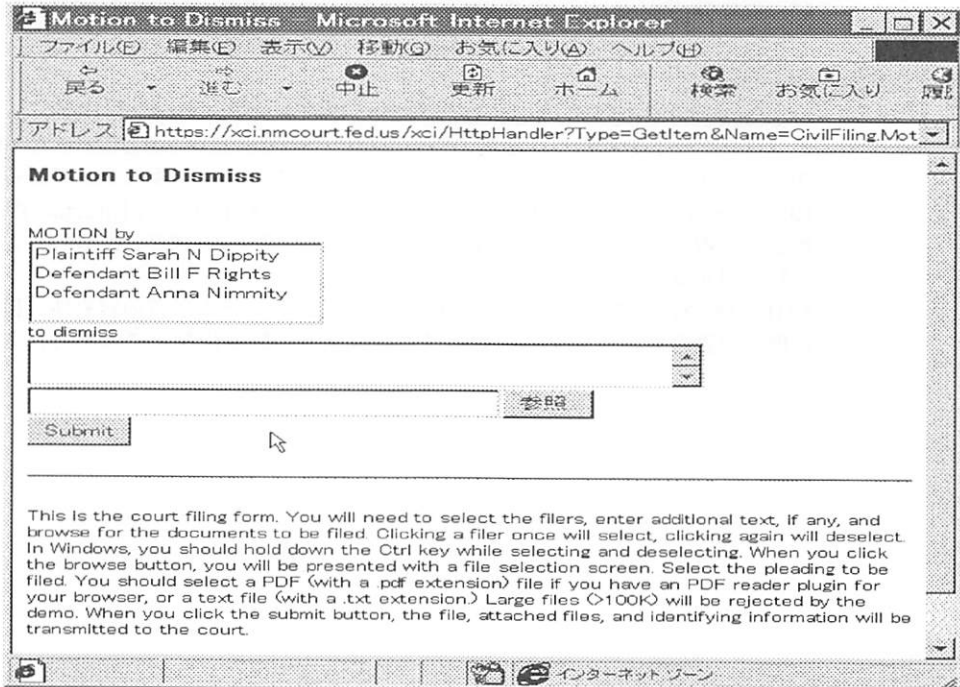 Motion to Dismiss - Microsoft Internet Explorer
ファイル(F) 編集(E) 表示(V) 移動(G) お気に入り(A) ヘルプ(H)
戻る 進む 中止 更新 ホーム 検索 お気に入り 履歴
アドレス https://xci.nmcourt.fed.us/xci/HttpHandler?Type=GetItem&Name=CivilFiling.Mot
Motion to Dismiss
MOTION by
Plaintiff Sarah N Dippity
Defendant Bill F Rights
Defendant Anna Nimmity
to dismiss
参照
Submit
This is the court filing form. You will need to select the filers, enter additional text, if any, and
browse for the documents to be filed. Clicking a filer once will select, clicking again will deselect.
In Windows, you should hold down the Ctrl key while selecting and deselecting. When you click
the browse button, you will be presented with a file selection screen. Select the pleading to be
filed. You should select a PDF (with a .pdf extension) file if you have an PDF reader plugin for
your browser, or a text file (with a .txt extension.) Large files (>100K) will be rejected by the
demo. When you click the submit button, the file, attached files, and identifying information will be
transmitted to the court.
インターネット ゾーン